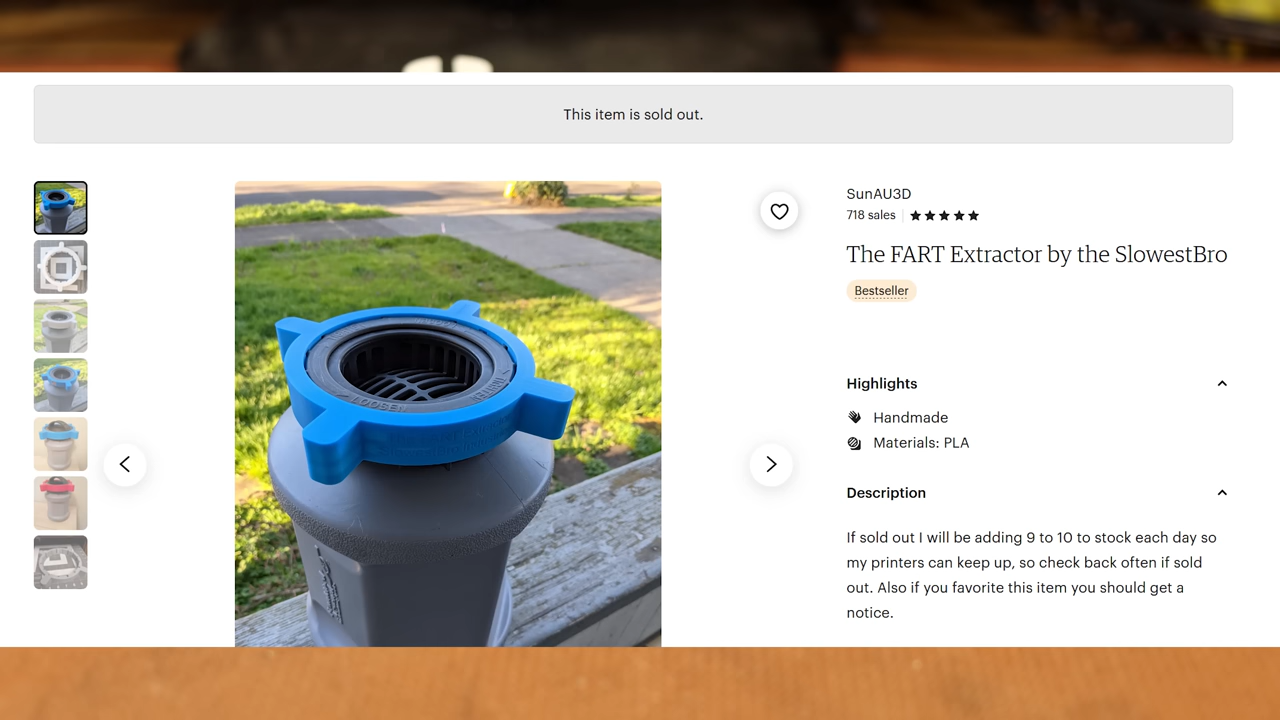 This item is sold out.
SunAU3D
718 sales
The FART Extractor by the SlowestBro
Bestseller
Highlights
Handmade
Materials: PLA
Description
If sold out I will be adding 9 to 10 to stock each day so
my printers can keep up, so check back often if sold
out. Also if you favorite this item you should get a
notice.
LOOSEN